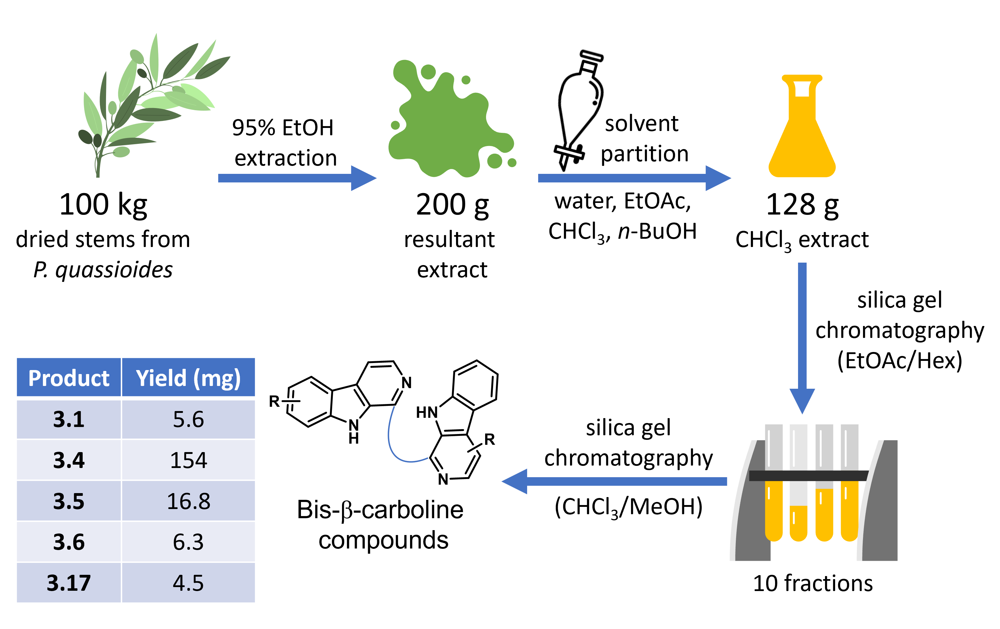 95% EtOH
extraction
solvent
partition
water, EtOAc,
CHCl₃, n-BuOH
100 kg
dried stems from
P. quassioides
200 g
resultant
extract
128 g
CHCl₃ extract
silica gel
chromatography
(EtOAc/Hex)
10 fractions
silica gel
chromatography
(CHCl₃/MeOH)
N
R
N
H
HN
R
N
Bis-β-carboline
compounds
Product Yield (mg)
3.1 5.6
3.4 154
3.5 16.8
3.6 6.3
3.17 4.5